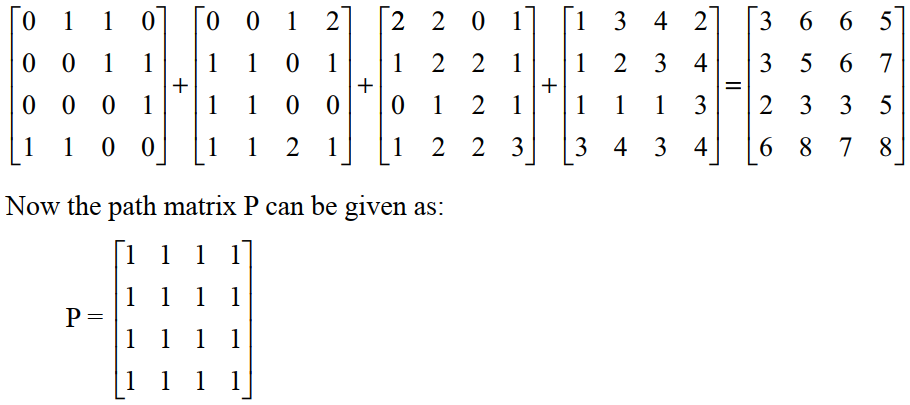 [0 1 1 0] [0 0 1 2] [2 2 0 1] [1 3 4 2] [3 6 6 5]
[0 0 1 1] [1 1 0 1] [1 2 2 1] [1 2 3 4] [3 5 6 7]
+ + + =
[0 0 0 1] [1 1 0 0] [0 1 2 1] [1 1 1 3] [2 3 3 5]
[1 1 0 0] [1 1 2 1] [1 2 2 3] [3 4 3 4] [6 8 7 8]
Now the path matrix P can be given as:
[1 1 1 1]
[1 1 1 1]
P =
[1 1 1 1]
[1 1 1 1]